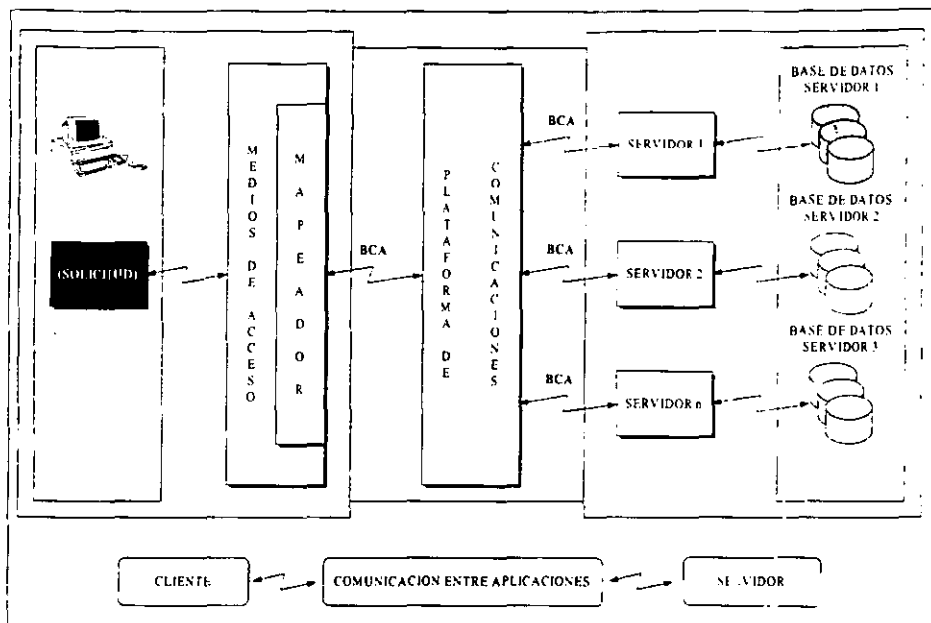 BASE DE DATOS
SERVIDOR 1
BCA
SERVIDOR 1
MEDIOS DE ACCESO
MAPEADOR
PLATAFORMA DE
COMUNICACIONES
BASE DE DATOS
SERVIDOR 2
(SOLICITUD)
BCA
BCA
SERVIDOR 2
BASE DE DATOS
SERVIDOR 3
BCA
SERVIDOR n
CLIENTE
COMUNICACION ENTRE APLICACIONES
SERVIDOR